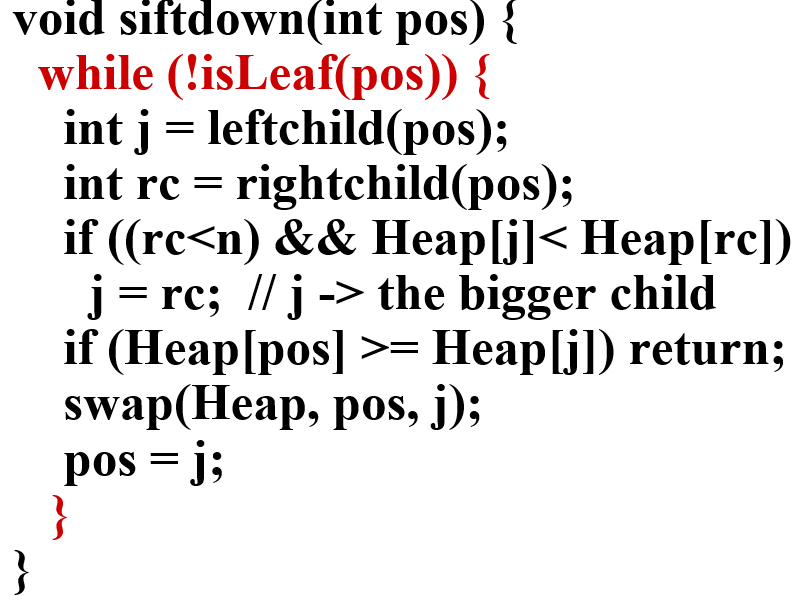 void siftdown(int pos) {
while (!isLeaf(pos)) {
int j = leftchild(pos);
int rc = rightchild(pos);
if ((rc<n) && Heap[j]< Heap[rc])
j = rc;  // j -> the bigger child
if (Heap[pos] >= Heap[j]) return;
swap(Heap, pos, j);
pos = j;
}
}